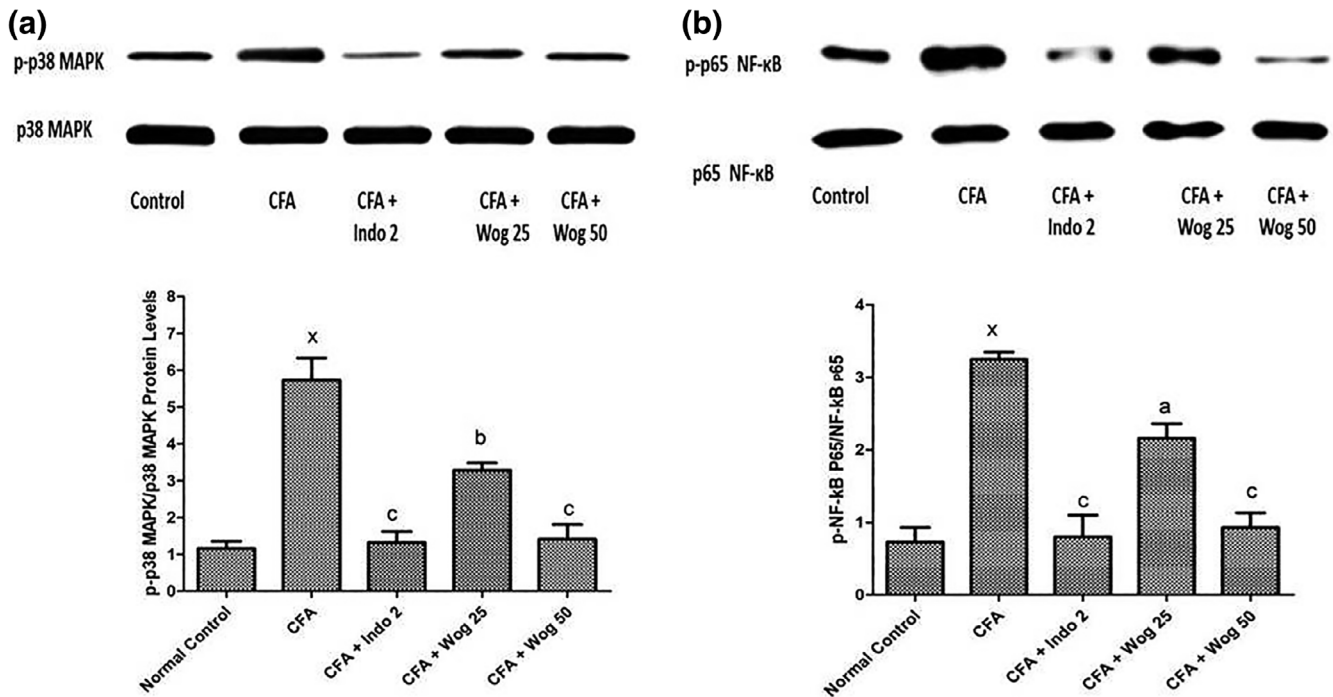 (a)
p-p38 MAPK
p38 MAPK
Control CFA CFA + CFA + CFA +
Indo 2 Wog 25 Wog 50
p-p38 MAPK/p38 MAPK Protein Levels
8
7
6
5
4
3
2
1
0
x
c
b
c
Normal Control
CFA
CFA + Indo 2
CFA + Wog 25
CFA + Wog 50
(b)
p-p65 NF-κB
p65 NF-κB
Control CFA CFA + CFA + CFA +
Indo 2 Wog 25 Wog 50
p-NF-kB P65/NF-kB P65
4
3
2
1
0
x
c
a
c
Normal Control
CFA
CFA + Indo 2
CFA + Wog 25
CFA + Wog 50